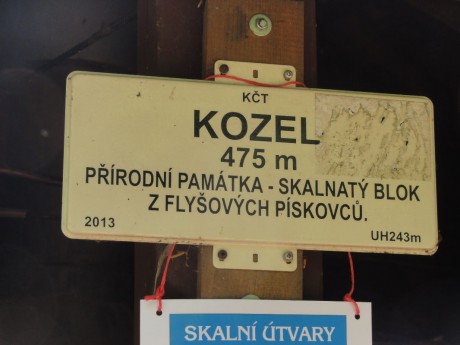 KČT
KOZEL
475 m
PŘÍRODNÍ PAMÁTKA - SKALNATÝ BLOK
Z FLYŠOVÝCH PÍSKOVCŮ.
2013 UH243m
SKALNÍ ÚTVARY